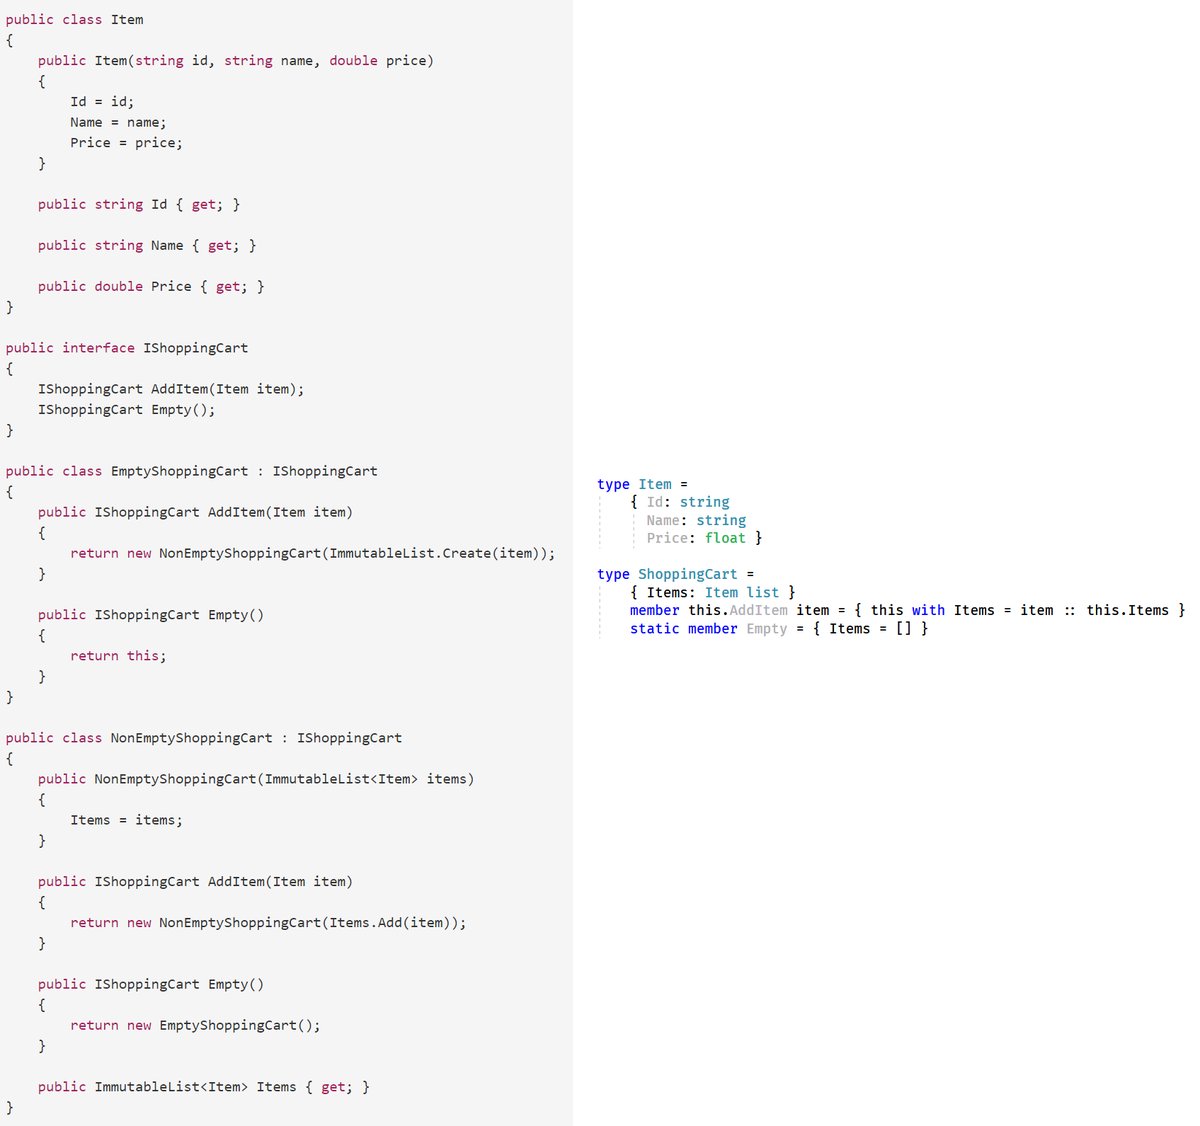 public class Item
{
    public Item(string id, string name, double price)
    {
        Id = id;
        Name = name;
        Price = price;
    }

    public string Id { get; }

    public string Name { get; }

    public double Price { get; }
}

public interface IShoppingCart
{
    IShoppingCart AddItem(Item item);
    IShoppingCart Empty();
}

public class EmptyShoppingCart : IShoppingCart
{
    public IShoppingCart AddItem(Item item)
    {
        return new NonEmptyShoppingCart(ImmutableList.Create(item));
    }

    public IShoppingCart Empty()
    {
        return this;
    }
}

public class NonEmptyShoppingCart : IShoppingCart
{
    public NonEmptyShoppingCart(ImmutableList<Item> items)
    {
        Items = items;
    }

    public IShoppingCart AddItem(Item item)
    {
        return new NonEmptyShoppingCart(Items.Add(item));
    }

    public IShoppingCart Empty()
    {
        return new EmptyShoppingCart();
    }

    public ImmutableList<Item> Items { get; }
}

type Item =
    { Id: string
      Name: string
      Price: float }

type ShoppingCart =
    { Items: Item list }
    member this.AddItem item = { this with Items = item :: this.Items }
    static member Empty = { Items = [] }